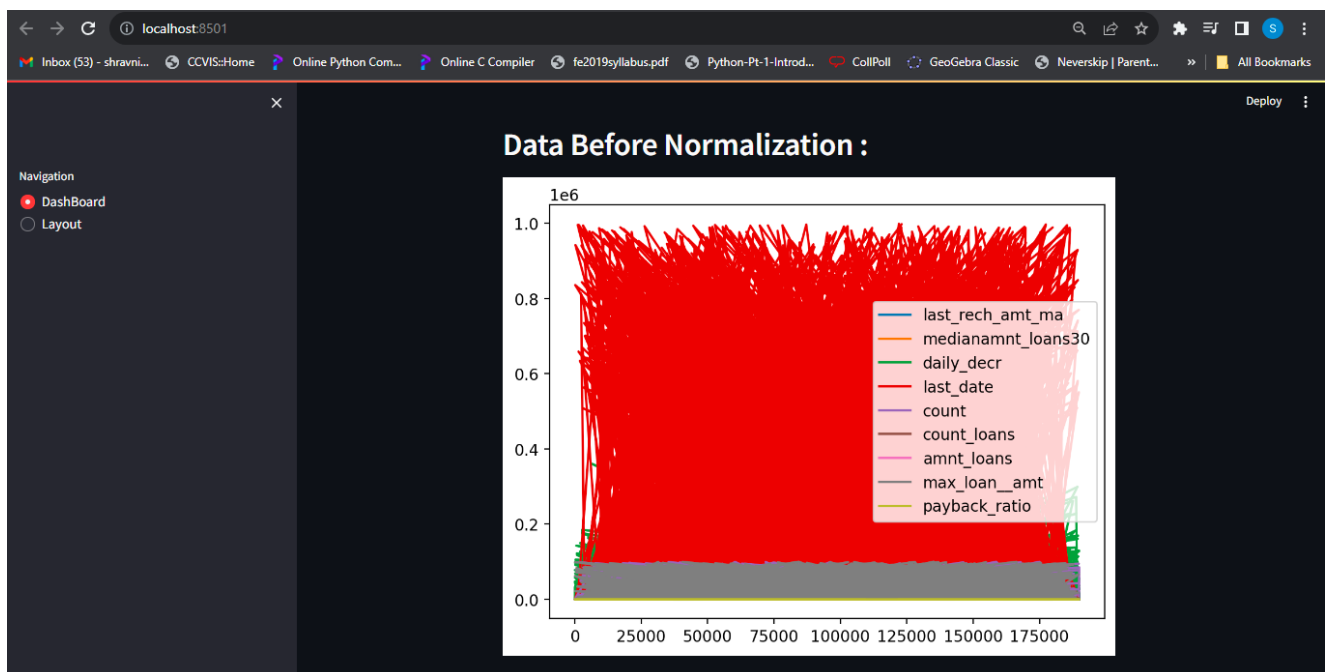 localhost:8501
S
Inbox (53) - shravni... CCVIS::Home Online Python Com... Online C Compiler fe2019syllabus.pdf Python-Pt-1-Introd... CollPoll GeoGebra Classic Neverskip | Parent... » All Bookmarks
Deploy
Data Before Normalization :
Navigation
DashBoard
Layout
1e6
1.0
0.8
0.6
0.4
0.2
0.0
last_rech_amt_ma
medianamnt_loans30
daily_decr
last_date
count
count_loans
amnt_loans
max_loan__amt
payback_ratio
0 25000 50000 75000 100000 125000 150000 175000